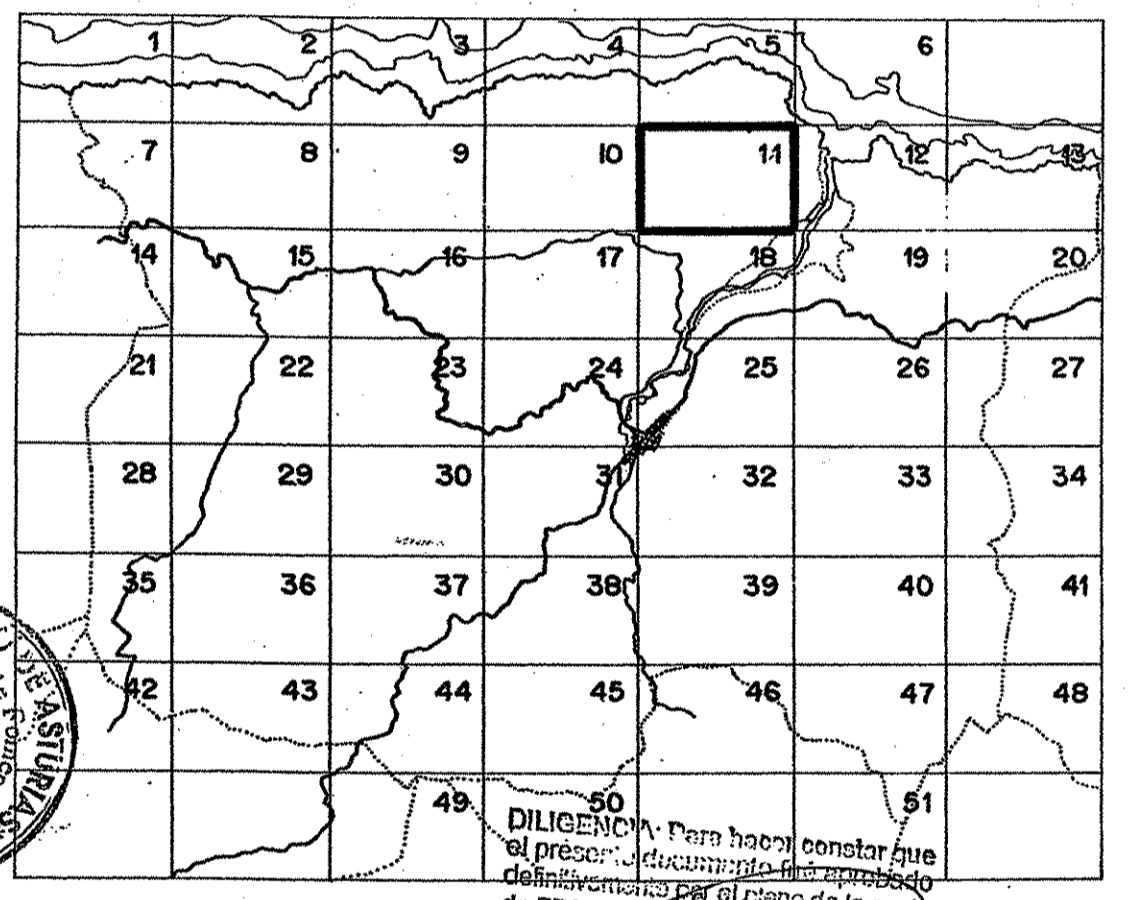 1 2 3 4 5 6
7 8 9 10 11 12 13
14 15 16 17 18 19 20
21 22 23 24 25 26 27
28 29 30 31 32 33 34
35 36 37 38 39 40 41
42 43 44 45 46 47 48
49 50 51
ASTURIAS
DILIGENCIA: Para hacer constar que
el presente documento fué aprobado
definitivamente por el pleno de